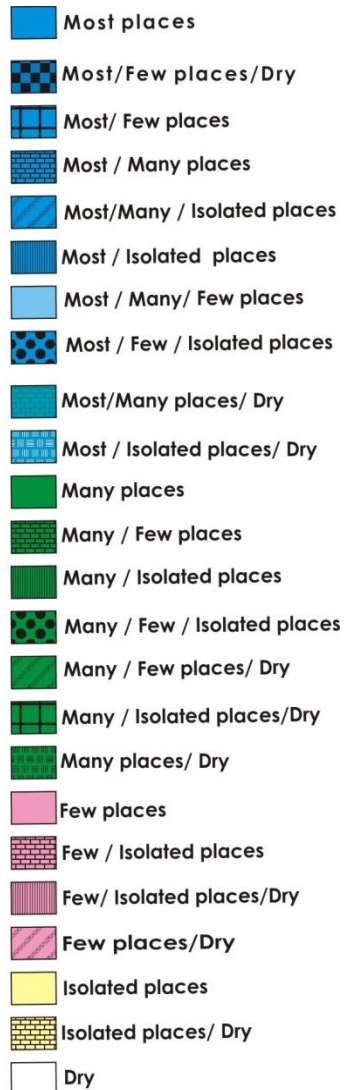 Most places
Most/Few places/Dry
Most/ Few places
Most / Many places
Most/Many / Isolated places
Most / Isolated places
Most / Many/ Few places
Most / Few / Isolated places
Most/Many places/ Dry
Most / Isolated places/ Dry
Many places
Many / Few places
Many / Isolated places
Many / Few / Isolated places
Many / Few places/ Dry
Many / Isolated places/Dry
Many places/ Dry
Few places
Few / Isolated places
Few/ Isolated places/Dry
Few places/Dry
Isolated places
Isolated places/ Dry
Dry